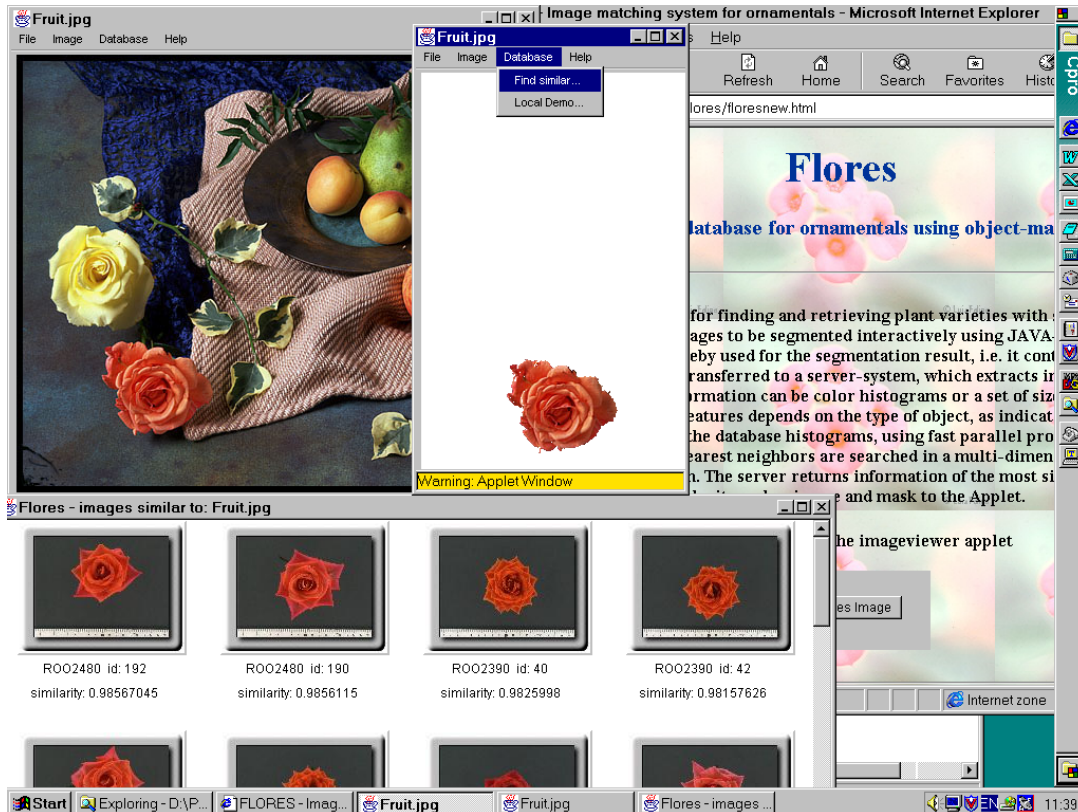 Fruit.jpg
File Image Database Help
Fruit.jpg
File Image Database Help
Find similar...
Local Demo...
Warning: Applet Window
Image matching system for ornamentals - Microsoft Internet Explorer
Help
Refresh Home Search Favorites
lores/floresnew.html
Flores
database for ornamentals using object-ma
for finding and retrieving plant varieties with
ages to be segmented interactively using JAVA-
eby used for the segmentation result, i.e. it cont
ransferred to a server-system, which extracts in
ormation can be color histograms or a set of siz
eatures depends on the type of object, as indicat
the database histograms, using fast parallel pro
earest neighbors are searched in a multi-dimen
n. The server returns information of the most si
e and mask to the Applet.
he imageviewer applet
es Image
Internet zone
Cpro
Flores - images similar to: Fruit.jpg
ROO2480 id: 192
ROO2480 id: 190
ROO2390 id: 40
ROO2390 id: 42
similarity: 0.98567045
similarity: 0.9856115
similarity: 0.9825998
similarity: 0.98157626
Start
Exploring - D:\P...
FLORES - Imag...
Fruit.jpg
Fruit.jpg
Flores - images ...
EN
11:39